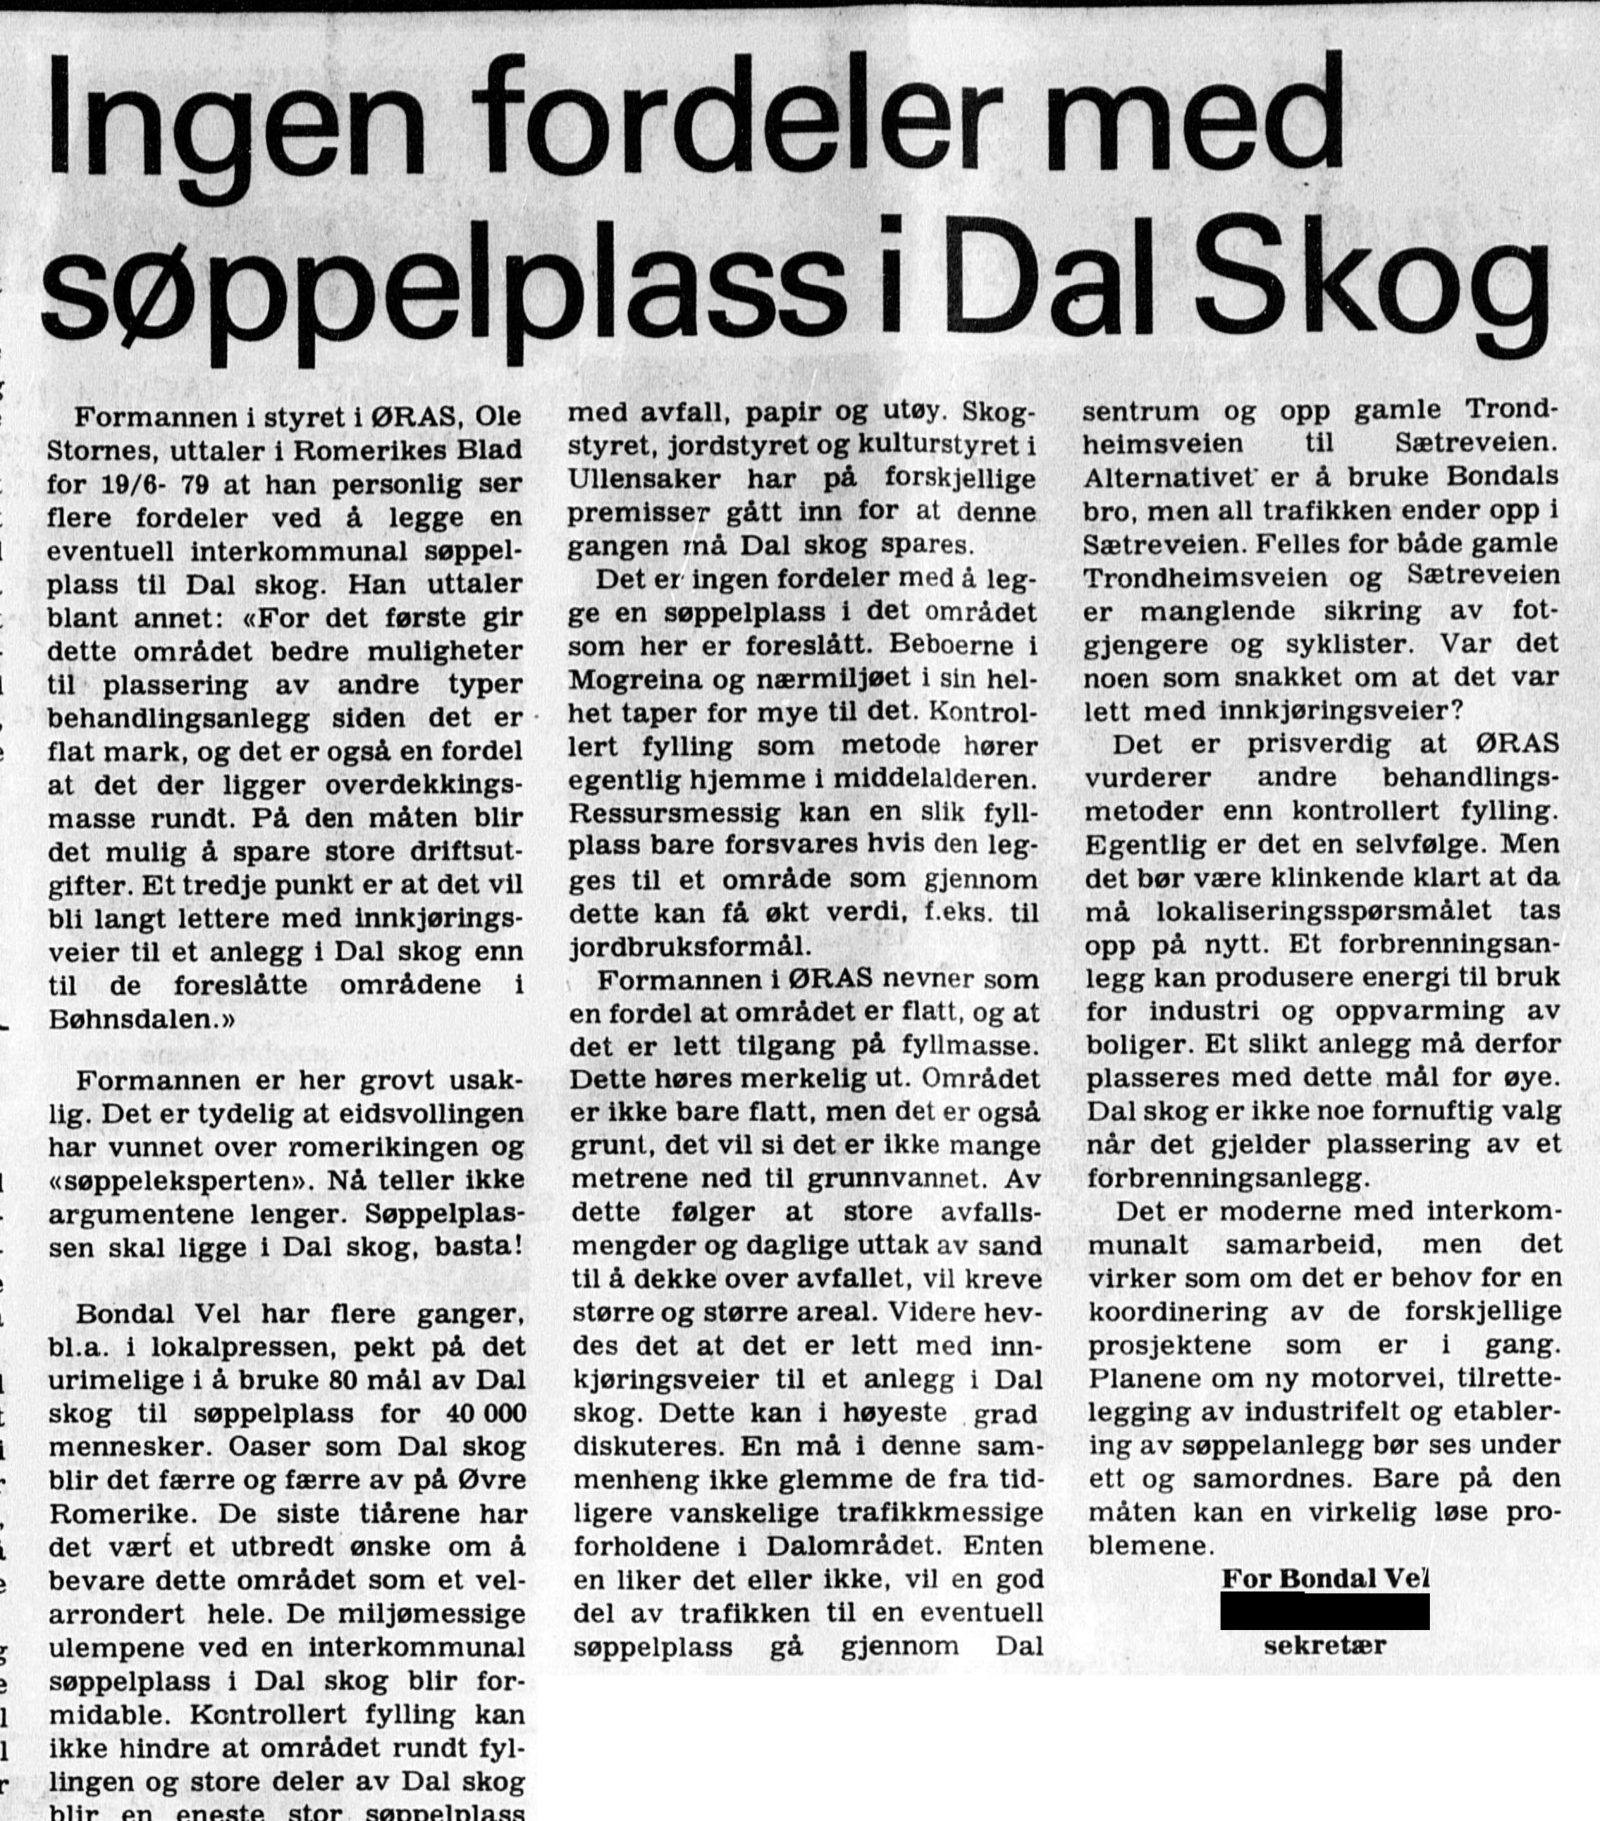 Ingen fordeler med
søppelplass i Dal Skog
Formannen i styret i ØRAS, Ole
Stornes, uttaler i Romerikes Blad
for 19/6- 79 at han personlig ser
flere fordeler ved å legge en
eventuell interkommunal søppel-
plass til Dal skog. Han uttaler
blant annet: «For det første gir
dette området bedre muligheter
til plassering av andre typer
behandlingsanlegg siden det er
flat mark, og det er også en fordel
at det der ligger overdekkings-
masse rundt. På den måten blir
det mulig å spare store driftsut-
gifter. Et tredje punkt er at det vil
bli langt lettere med innkjørings-
veier til et anlegg i Dal skog enn
til de foreslåtte områdene i
Bøhnsdalen.»
Formannen er her grovt usak-
lig. Det er tydelig at eidsvollingen
har vunnet over romerikingen og
«søppeleksperten». Nå teller ikke
argumentene lenger. Søppelplas-
sen skal ligge i Dal skog, basta!
Bondal Vel har flere ganger,
bl.a. i lokalpressen, pekt på det
urimelige i å bruke 80 mål av Dal
skog til søppelplass for 40 000
mennesker. Oaser som Dal skog
blir det færre og færre av på Øvre
Romerike. De siste tiårene har
det vært et utbredt ønske om å
bevare dette området som et vel-
arrondert hele. De miljømessige
ulempene ved en interkommunal
søppelplass i Dal skog blir for-
midable. Kontrollert fylling kan
ikke hindre at området rundt fyl-
lingen og store deler av Dal skog
blir en eneste stor søppelplass
med avfall, papir og utøy. Skog-
styret, jordstyret og kulturstyret i
Ullensaker har på forskjellige
premisser gått inn for at denne
gangen må Dal skog spares.
Det er ingen fordeler med å leg-
ge en søppelplass i det området
som her er foreslått. Beboerne i
Mogreina og nærmiljøet i sin hel-
het taper for mye til det. Kontrol-
lert fylling som metode hører
egentlig hjemme i middelalderen.
Ressursmessig kan en slik fyll-
plass bare forsvares hvis den leg-
ges til et område som gjennom
dette kan få økt verdi, f.eks. til
jordbruksformål.
Formannen i ØRAS nevner som
en fordel at området er flatt, og at
det er lett tilgang på fyllmasse.
Dette høres merkelig ut. Området
er ikke bare flatt, men det er også
grunt, det vil si det er ikke mange
metrene ned til grunnvannet. Av
dette følger at store avfalls-
mengder og daglige uttak av sand
til å dekke over avfallet, vil kreve
større og større areal. Videre hev-
des det at det er lett med inn-
kjøringsveier til et anlegg i Dal
skog. Dette kan i høyeste grad
diskuteres. En må i denne sam-
menheng ikke glemme de fra tid-
ligere vanskelige trafikkmessige
forholdene i Dalområdet. Enten
en liker det eller ikke, vil en god
del av trafikken til en eventuell
søppelplass gå gjennom Dal
sentrum og opp gamle Trond-
heimsveien til Sætreveien.
Alternativet er å bruke Bondals
bro, men all trafikken ender opp i
Sætreveien. Felles for både gamle
Trondheimsveien og Sætreveien
er manglende sikring av fot-
gjengere og syklister. Var det
noen som snakket om at det var
lett med innkjøringsveier?
Det er prisverdig at ØRAS
vurderer andre behandlings-
metoder enn kontrollert fylling.
Egentlig er det en selvfølge. Men
det bør være klinkende klart at da
må lokaliseringsspørsmålet tas
opp på nytt. Et forbrenningsan-
legg kan produsere energi til bruk
for industri og oppvarming av
boliger. Et slikt anlegg må derfor
plasseres med dette mål for øye.
Dal skog er ikke noe fornuftig valg
når det gjelder plassering av et
forbrenningsanlegg.
Det er moderne med interkom-
munalt samarbeid, men det
virker som om det er behov for en
koordinering av de forskjellige
prosjektene som er i gang.
Planene om ny motorvei, tilrette-
legging av industrifelt og etabler-
ing av søppelanlegg bør ses under
ett og samordnes. Bare på den
måten kan en virkelig løse pro-
blemene.
For Bondal Vel
sekretær